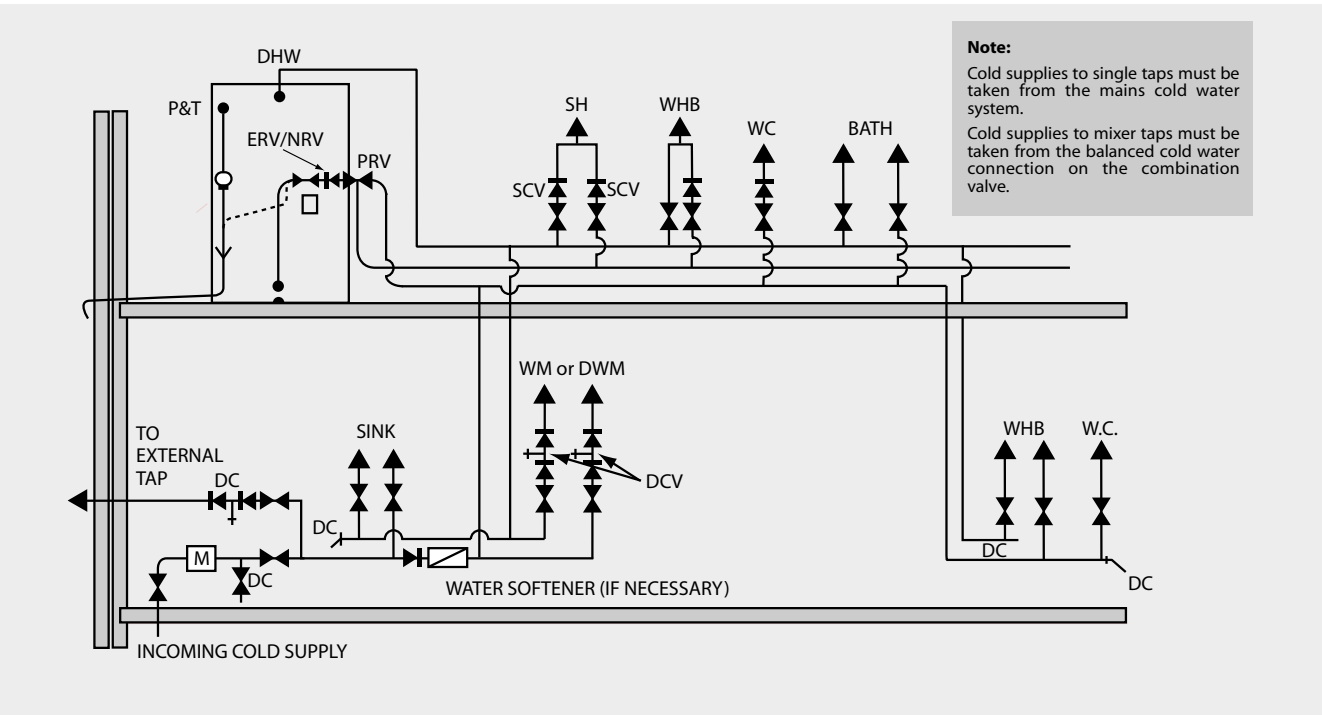 DHW
P&T
ERV/NRV
PRV
SH
WHB
WC
BATH
SCV
SCV
Note:
Cold supplies to single taps must be
taken from the mains cold water
system.
Cold supplies to mixer taps must be
taken from the balanced cold water
connection on the combination
valve.
WM or DWM
SINK
TO
EXTERNAL
TAP
DC
DCV
WHB
W.C.
DC
M
DC
DC
DC
WATER SOFTENER (IF NECESSARY)
INCOMING COLD SUPPLY